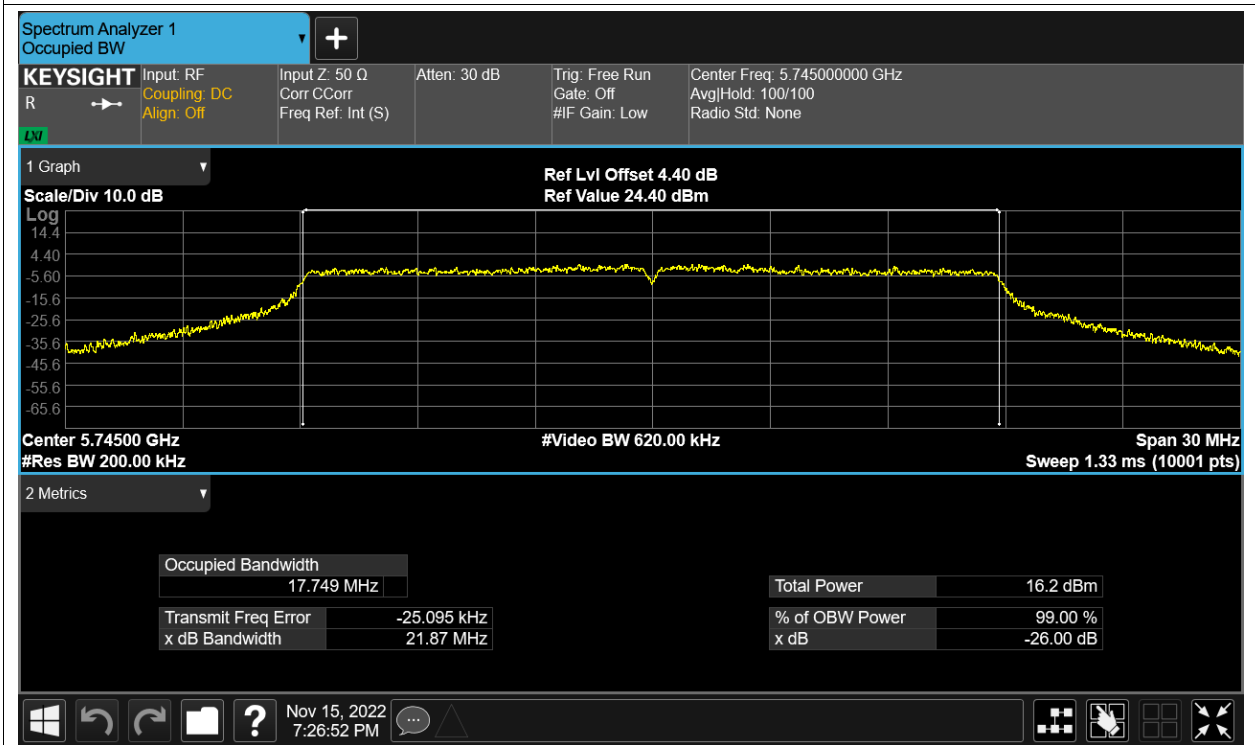 Spectrum Analyzer 1
Occupied BW
KEYSIGHT
R
LXI
Input: RF
Coupling: DC
Align: Off
Input Z: 50 Ω
Corr CCorr
Freq Ref: Int (S)
Atten: 30 dB
Trig: Free Run
Gate: Off
#IF Gain: Low
Center Freq: 5.745000000 GHz
Avg|Hold: 100/100
Radio Std: None
1 Graph
Scale/Div 10.0 dB
Ref Lvl Offset 4.40 dB
Ref Value 24.40 dBm
Log
14.4
4.40
-5.60
-15.6
-25.6
-35.6
-45.6
-55.6
-65.6
Center 5.74500 GHz
#Res BW 200.00 kHz
#Video BW 620.00 kHz
Span 30 MHz
Sweep 1.33 ms (10001 pts)
2 Metrics
Occupied Bandwidth
17.749 MHz
Transmit Freq Error -25.095 kHz
x dB Bandwidth 21.87 MHz
Total Power 16.2 dBm
% of OBW Power 99.00 %
x dB -26.00 dB
?
Nov 15, 2022
7:26:52 PM